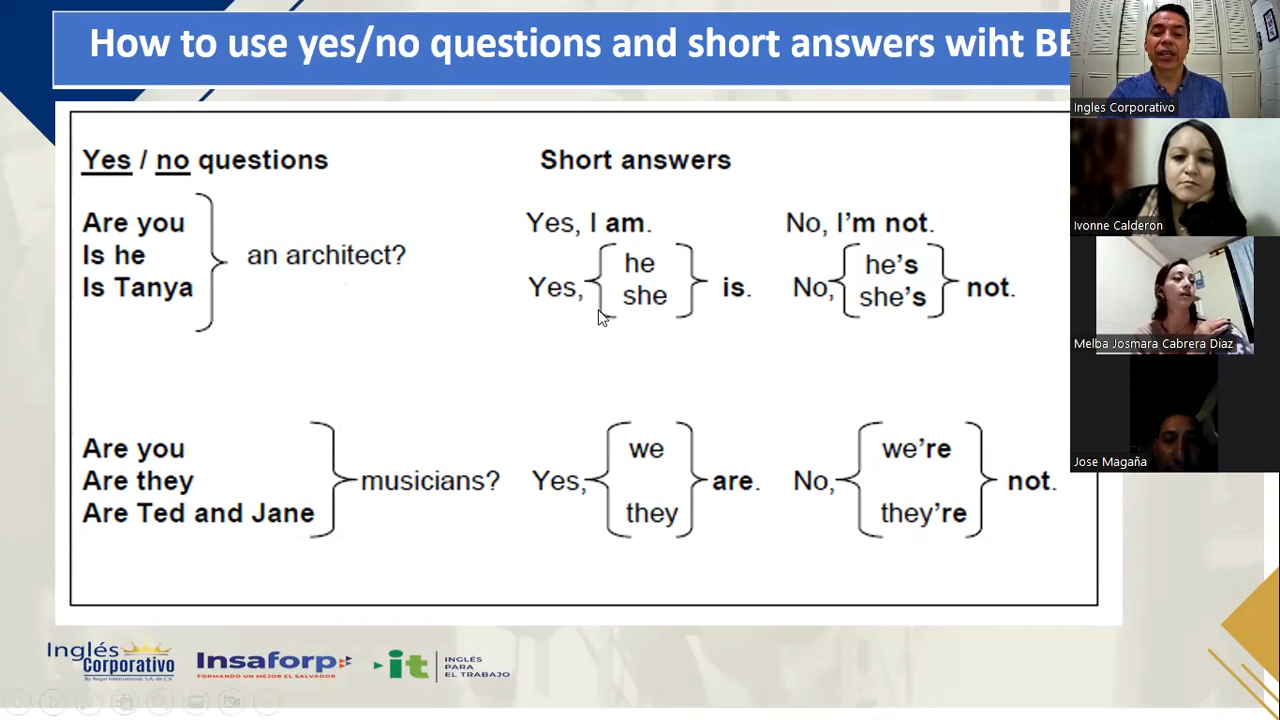 How to use yes/no questions and short answers wiht BE
Yes / no questions
Short answers
Are you
Is he
Is Tanya
an architect?
Yes, I am.
No, I'm not.
Yes,
he
she
is.
No,
he's
she's
not.
Are you
Are they
Are Ted and Jane
musicians?
Yes,
we
they
are.
No,
we're
they're
not.
Ingles Corporativo
Ivonne Calderon
Melba Josmara Cabrera Diaz
Jose Magaña
Inglés
Corporativo
By Regal International, S.A. de C.V.
Insaforp
FORMANDO UN MEJOR EL SALVADOR
it
INGLÉS
PARA
EL TRABAJO